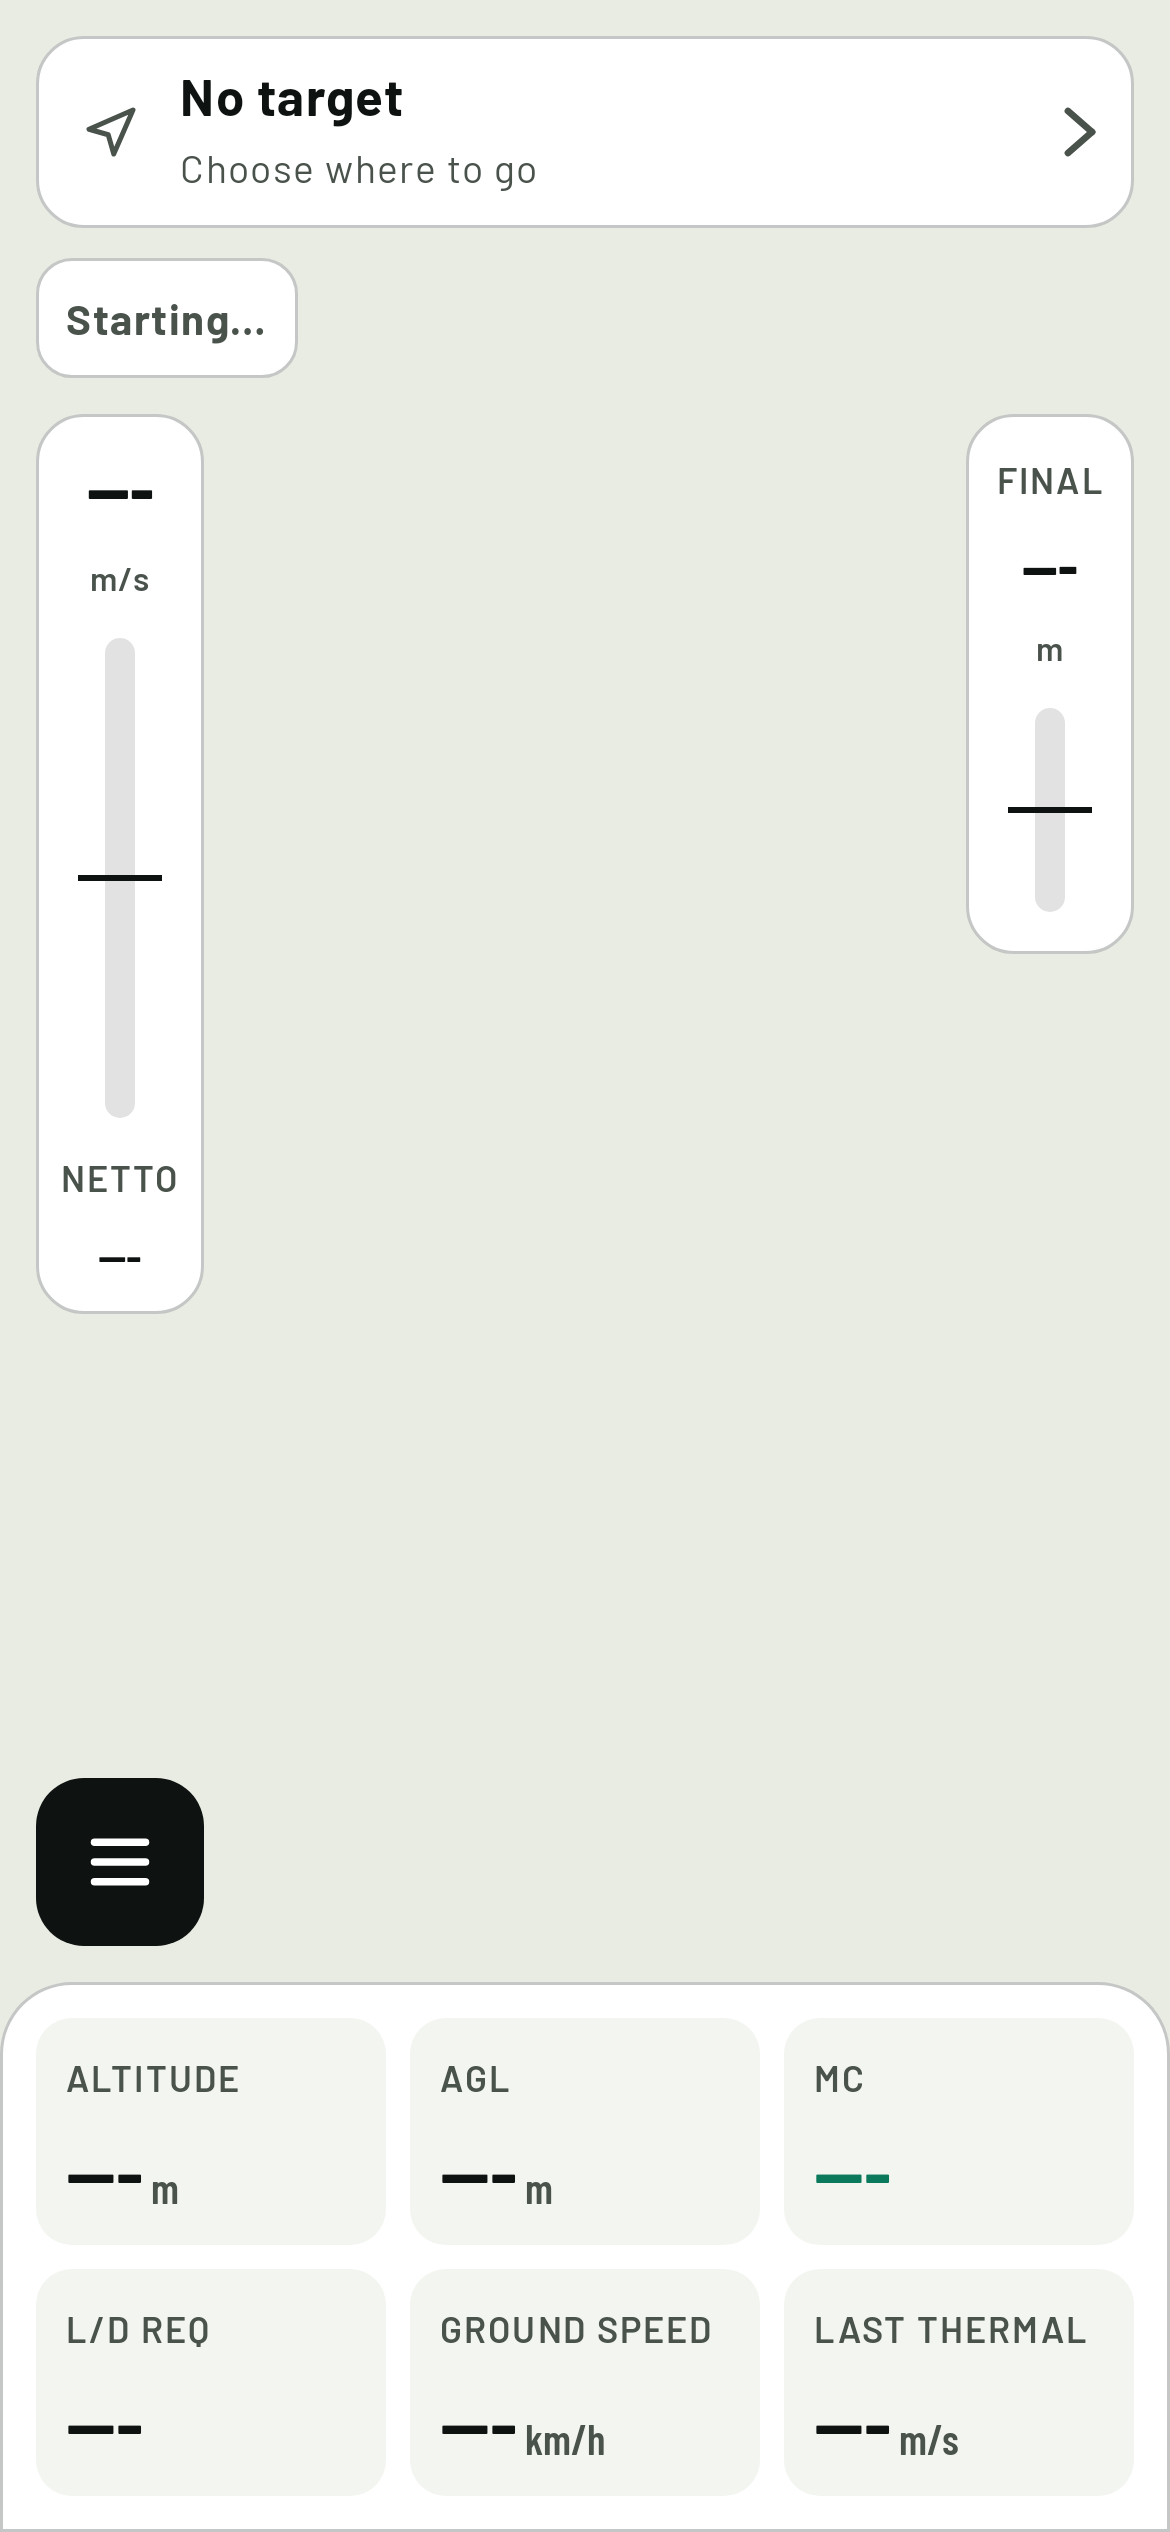 No target
Choose where to go
Starting...
—-
m/s
FINAL
—-
m
NETTO
—-
ALTITUDE
—- m
AGL
—- m
MC
—-
L/D REQ
—-
GROUND SPEED
—- km/h
LAST THERMAL
—- m/s